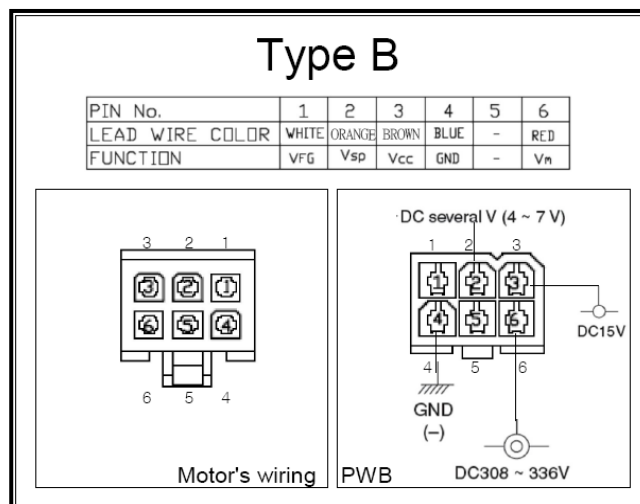 Type B
PIN No. 1 2 3 4 5 6
LEAD WIRE COLOR WHITE ORANGE BROWN BLUE - RED
FUNCTION VFG Vsp Vcc GND - Vm
3 2 1
3 2 1
6 5 4
6 5 4
Motor's wiring
DC several V (4 ~ 7 V)
1 2 3
1 2 3
4 5 6
4 5 6
DC15V
GND
(-)
DC308 ~ 336V
PWB